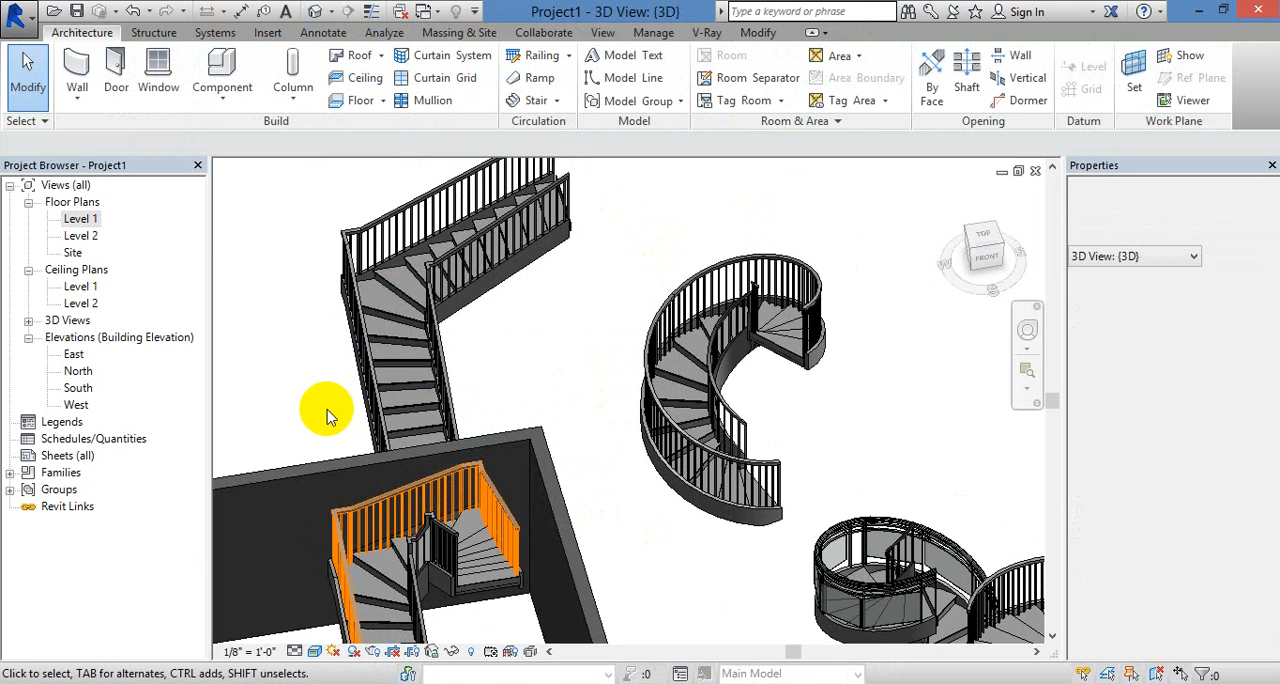 Project1 - 3D View: {3D}
Type a keyword or phrase
Sign In
Architecture Structure Systems Insert Annotate Analyze Massing & Site Collaborate View Manage V-Ray Modify
Modify
Wall
Door
Window
Component
Column
Roof
Ceiling
Floor
Curtain System
Curtain Grid
Mullion
Railing
Ramp
Stair
Model Text
Model Line
Model Group
Room
Room Separator
Tag Room
Area
Area Boundary
Tag Area
By
Face
Shaft
Wall
Vertical
Dormer
Level
Grid
Set
Show
Ref Plane
Viewer
Select Build Circulation Model Room & Area Opening Datum Work Plane
Project Browser - Project1
Views (all)
Floor Plans
Level 1
Level 2
Site
Ceiling Plans
Level 1
Level 2
3D Views
Elevations (Building Elevation)
East
North
South
West
Legends
Schedules/Quantities
Sheets (all)
Families
Groups
Revit Links
TOP
FRONT
W
S
Properties
3D View: {3D}
1/8" = 1'-0"
Click to select, TAB for alternates, CTRL adds, SHIFT unselects.
:0
Main Model
:0